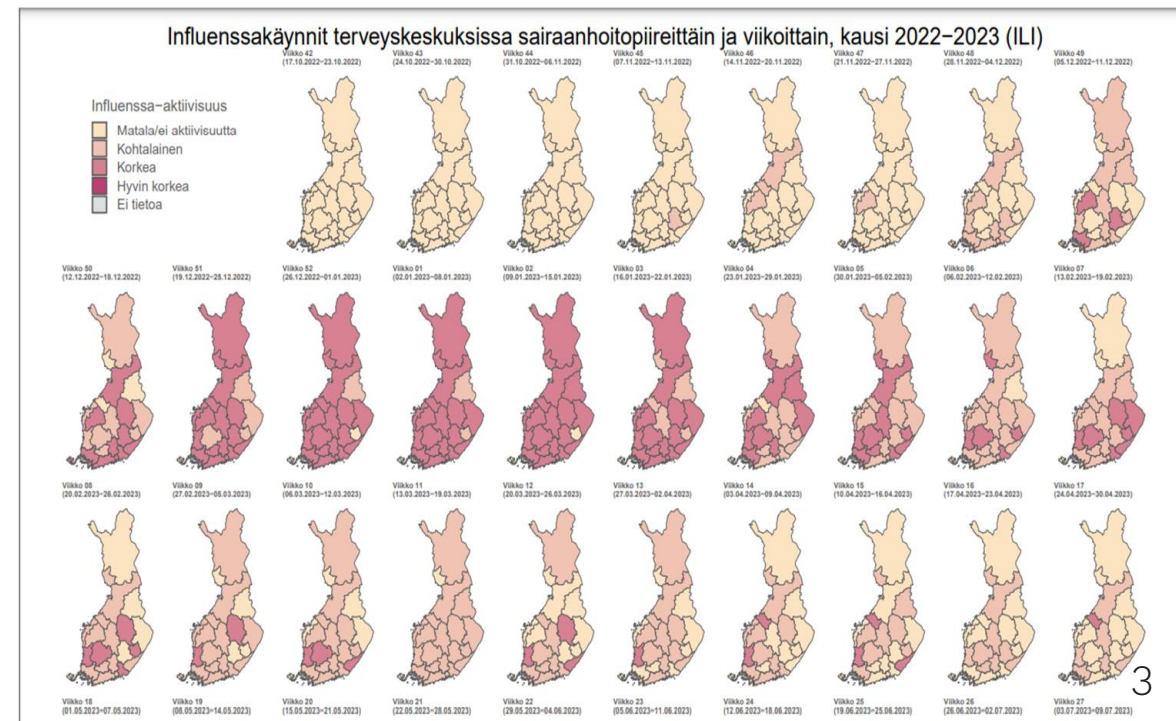 Influenssakäynnit terveyskeskuksissa sairaanhoitopiireittäin ja viikoittain, kausi 2022−2023 (ILI)
Viikko 42 Viikko 43 Viikko 44 Viikko 45 Viikko 46 Viikko 47 Viikko 48 Viikko 49
(17.10.2022−23.10.2022) (24.10.2022−30.10.2022) (31.10.2022−06.11.2022) (07.11.2022−13.11.2022) (14.11.2022−20.11.2022) (21.11.2022−27.11.2022) (28.11.2022−04.12.2022) (05.12.2022−11.12.2022)
Influenssa−aktiivisuus
Matala/ei aktiivisuutta
Kohtalainen
Korkea
Hyvin korkea
Ei tietoa
Viikko 50 Viikko 51 Viikko 52 Viikko 01 Viikko 02 Viikko 03 Viikko 04 Viikko 05 Viikko 06 Viikko 07
(12.12.2022−18.12.2022) (19.12.2022−25.12.2022) (26.12.2022−01.01.2023) (02.01.2023−08.01.2023) (09.01.2023−15.01.2023) (16.01.2023−22.01.2023) (23.01.2023−29.01.2023) (30.01.2023−05.02.2023) (06.02.2023−12.02.2023) (13.02.2023−19.02.2023)
Viikko 08 Viikko 09 Viikko 10 Viikko 11 Viikko 12 Viikko 13 Viikko 14 Viikko 15 Viikko 16 Viikko 17
(20.02.2023−26.02.2023) (27.02.2023−05.03.2023) (06.03.2023−12.03.2023) (13.03.2023−19.03.2023) (20.03.2023−26.03.2023) (27.03.2023−02.04.2023) (03.04.2023−09.04.2023) (10.04.2023−16.04.2023) (17.04.2023−23.04.2023) (24.04.2023−30.04.2023)
3
Viikko 18 Viikko 19 Viikko 20 Viikko 21 Viikko 22 Viikko 23 Viikko 24 Viikko 25 Viikko 26 Viikko 27
(01.05.2023−07.05.2023) (08.05.2023−14.05.2023) (15.05.2023−21.05.2023) (22.05.2023−28.05.2023) (29.05.2023−04.06.2023) (05.06.2023−11.06.2023) (12.06.2023−18.06.2023) (19.06.2023−25.06.2023) (26.06.2023−02.07.2023) (03.07.2023−09.07.2023)